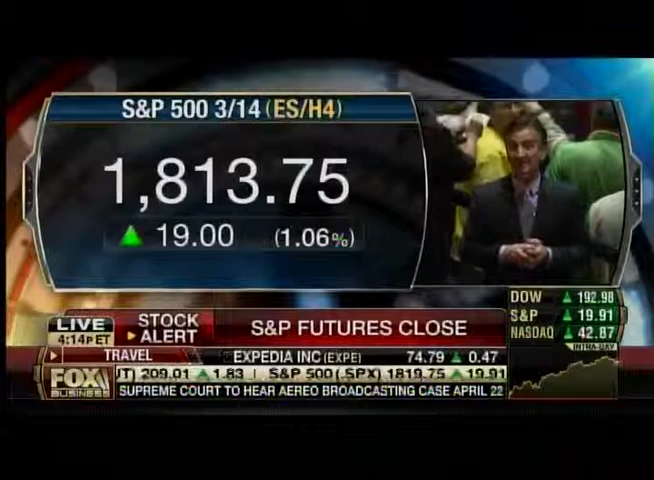 S&P 500 3/14 (ES/H4)
1,813.75
19.00 (1.06%)
DOW 192.98
S&P 19.91
NASDAQ 42.87
INTRA-DAY
LIVE
4:14P ET
STOCK ALERT
S&P FUTURES CLOSE
TRAVEL
EXPEDIA INC (EXPE) 74.79 0.47
209.01 1.83 | S&P 500 (.SPX) 1819.75 19.91
FOX BUSINESS
SUPREME COURT TO HEAR AEREO BROADCASTING CASE APRIL 22